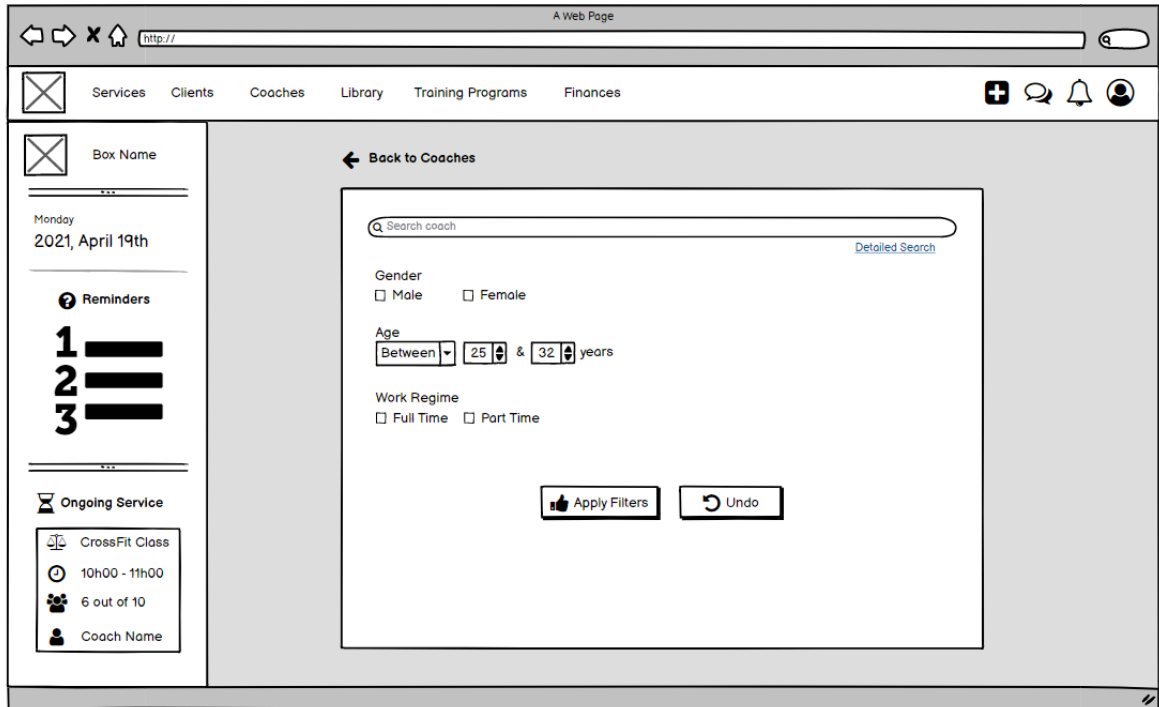 A Web Page
http://
Services Clients Coaches Library Training Programs Finances
Box Name
Monday
2021, April 19th
Reminders
1
2
3
Ongoing Service
CrossFit Class
10h00 - 11h00
6 out of 10
Coach Name
Back to Coaches
Search coach
Detailed Search
Gender
Male Female
Age
Between 25 & 32 years
Work Regime
Full Time Part Time
Apply Filters Undo